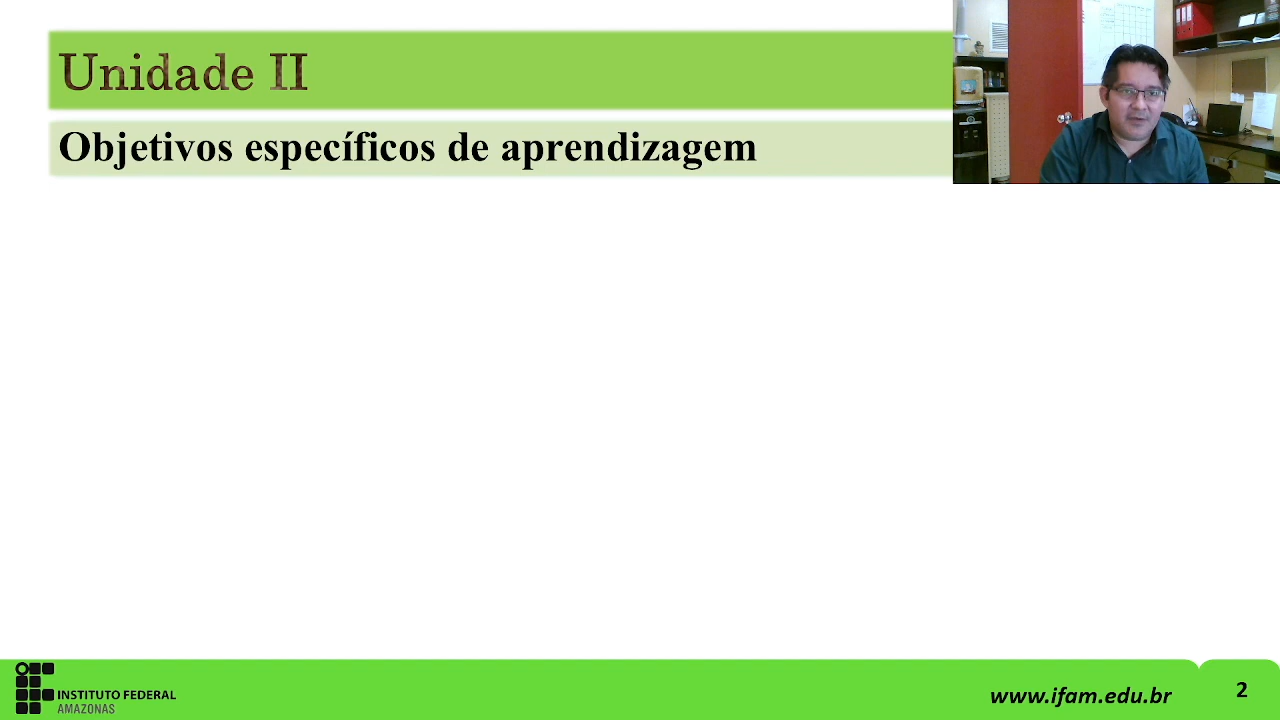 Unidade II
Objetivos específicos de aprendizagem
INSTITUTO FEDERAL
AMAZONAS
www.ifam.edu.br
2